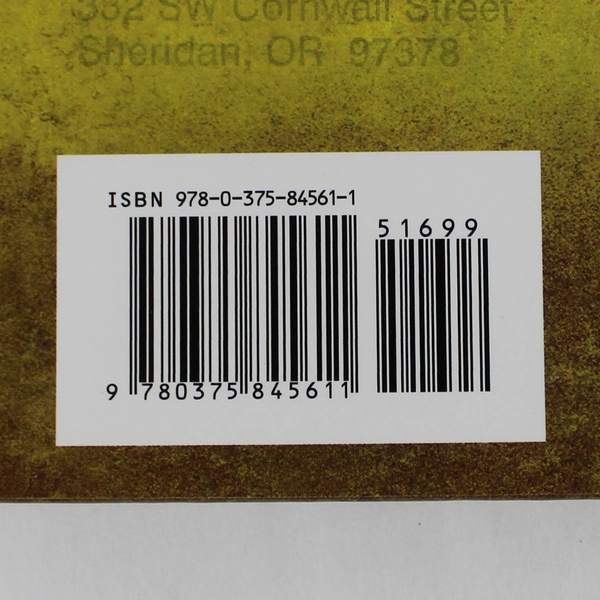 332 SW Cornwall Street
Sheridan, OR 97378
ISBN 978-0-375-84561-1
51699
9 780375 845611